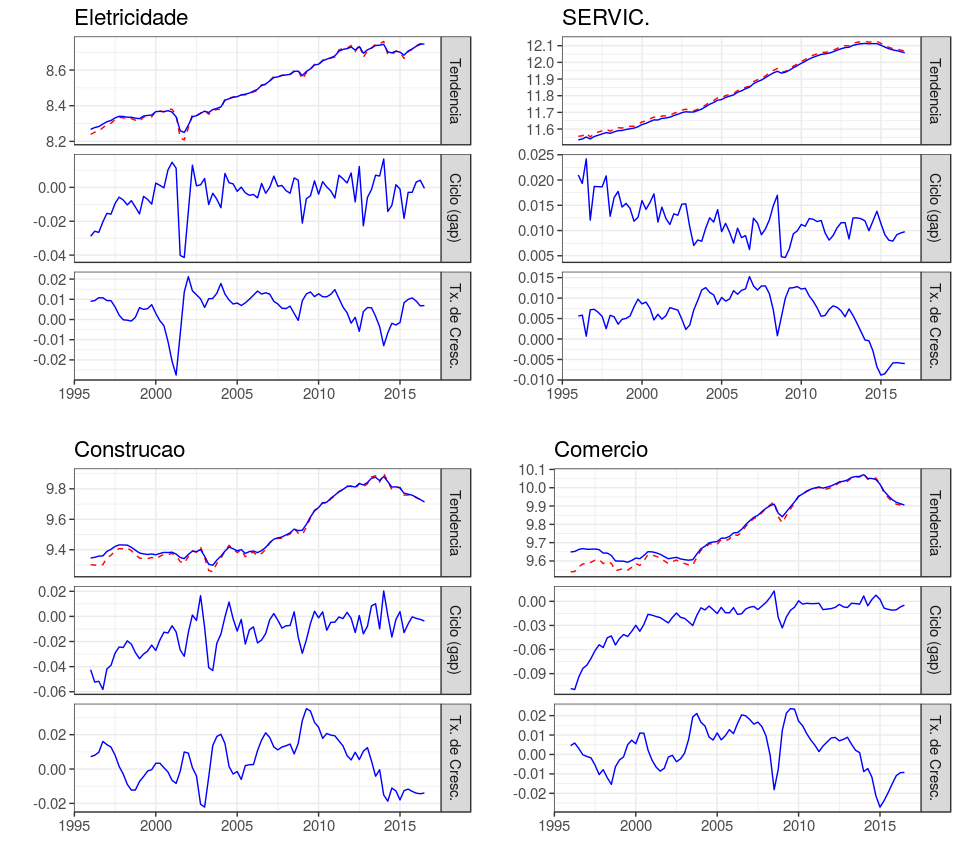 Eletricidade
8.6
8.4
8.2
Tendencia
0.00
-0.02
-0.04
Ciclo (gap)
0.02
0.01
0.00
-0.01
-0.02
Tx. de Cresc.
1995 2000 2005 2010 2015
SERVIC.
12.1
12.0
11.9
11.8
11.7
11.6
Tendencia
0.025
0.020
0.015
0.010
0.005
Ciclo (gap)
0.015
0.010
0.005
0.000
-0.005
-0.010
Tx. de Cresc.
1995 2000 2005 2010 2015
Construcao
9.8
9.6
9.4
Tendencia
0.02
0.00
-0.02
-0.04
-0.06
Ciclo (gap)
0.02
0.00
-0.02
Tx. de Cresc.
1995 2000 2005 2010 2015
Comercio
10.1
10.0
9.9
9.8
9.7
9.6
Tendencia
0.00
-0.03
-0.06
-0.09
Ciclo (gap)
0.02
0.01
0.00
-0.01
-0.02
Tx. de Cresc.
1995 2000 2005 2010 2015